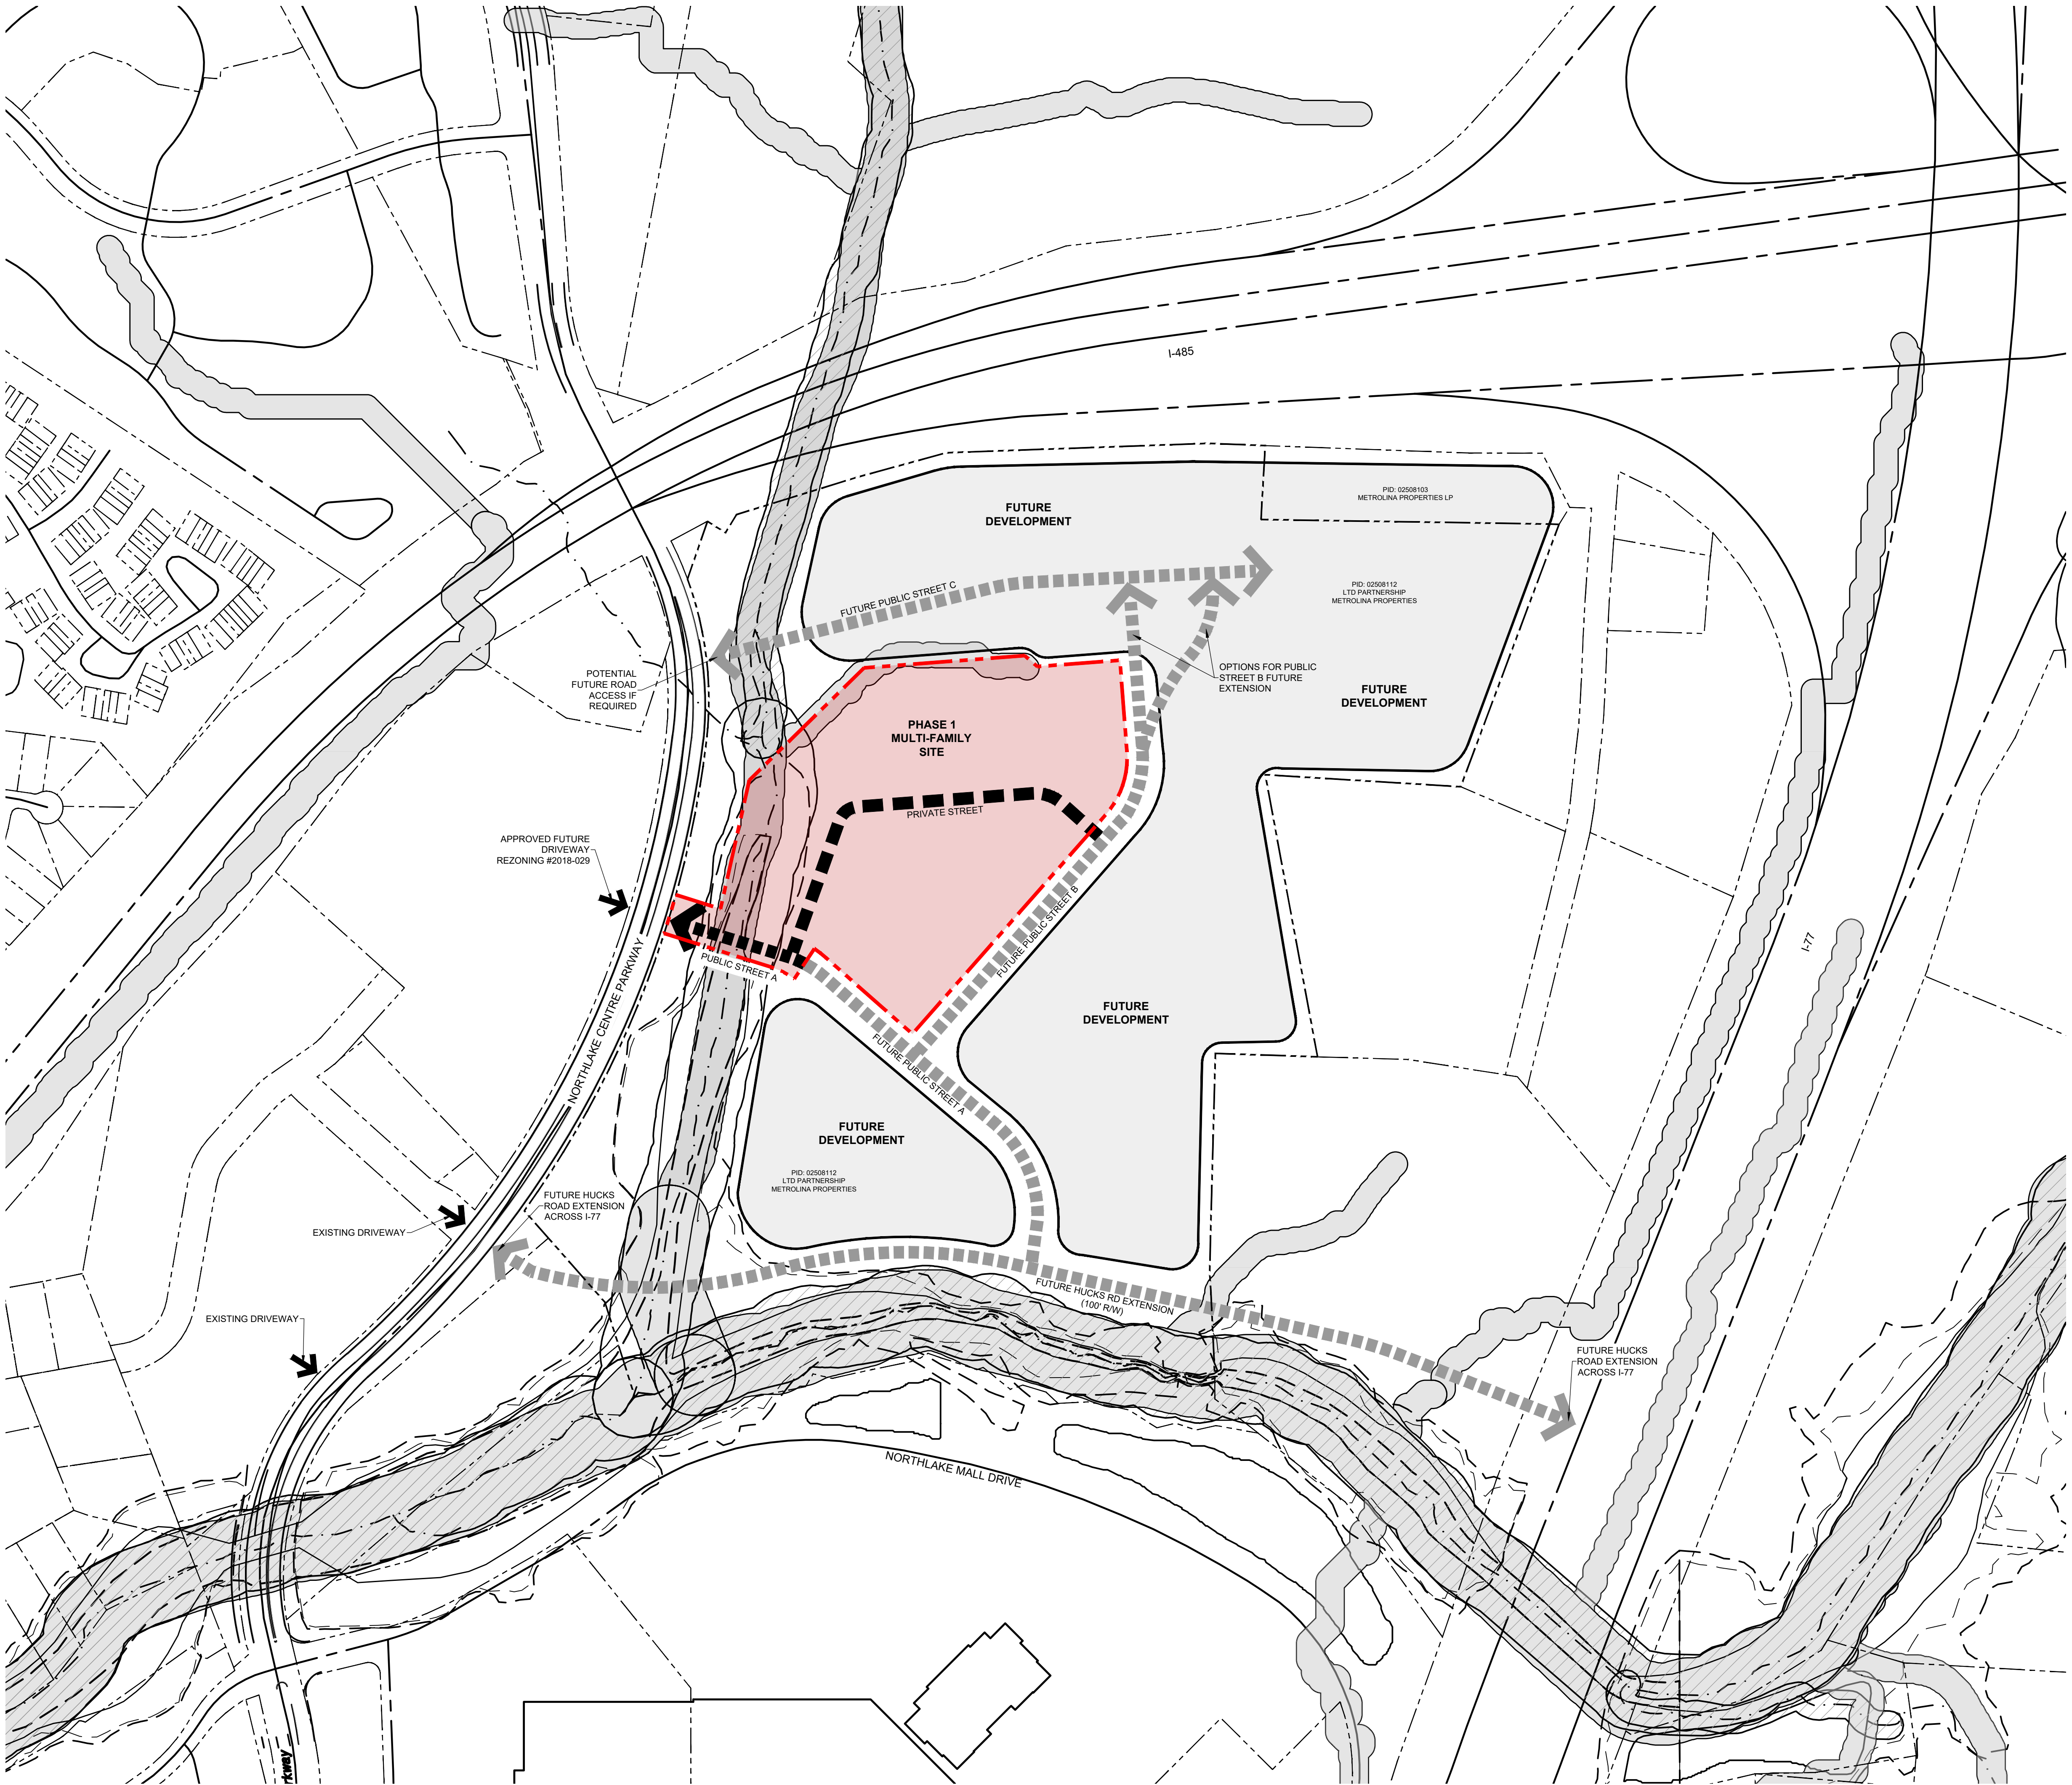 I-485
FUTURE
DEVELOPMENT
PID: 02508103
METROLINA PROPERTIES LP
FUTURE PUBLIC STREET C
PID: 02508112
LTD PARTNERSHIP
METROLINA PROPERTIES
POTENTIAL
FUTURE ROAD
ACCESS IF
REQUIRED
OPTIONS FOR PUBLIC
STREET B FUTURE
EXTENSION
FUTURE
DEVELOPMENT
PHASE 1
MULTI-FAMILY
SITE
PRIVATE STREET
APPROVED FUTURE
DRIVEWAY
REZONING #2018-029
FUTURE PUBLIC STREET B
I-77
PUBLIC STREET A
NORTHLAKE CENTRE PARKWAY
FUTURE
DEVELOPMENT
FUTURE PUBLIC STREET A
FUTURE
DEVELOPMENT
PID: 02508112
LTD PARTNERSHIP
METROLINA PROPERTIES
FUTURE HUCKS
ROAD EXTENSION
ACROSS I-77
EXISTING DRIVEWAY
FUTURE HUCKS RD EXTENSION
(100' R/W)
EXISTING DRIVEWAY
FUTURE HUCKS
ROAD EXTENSION
ACROSS I-77
NORTHLAKE MALL DRIVE
rkway